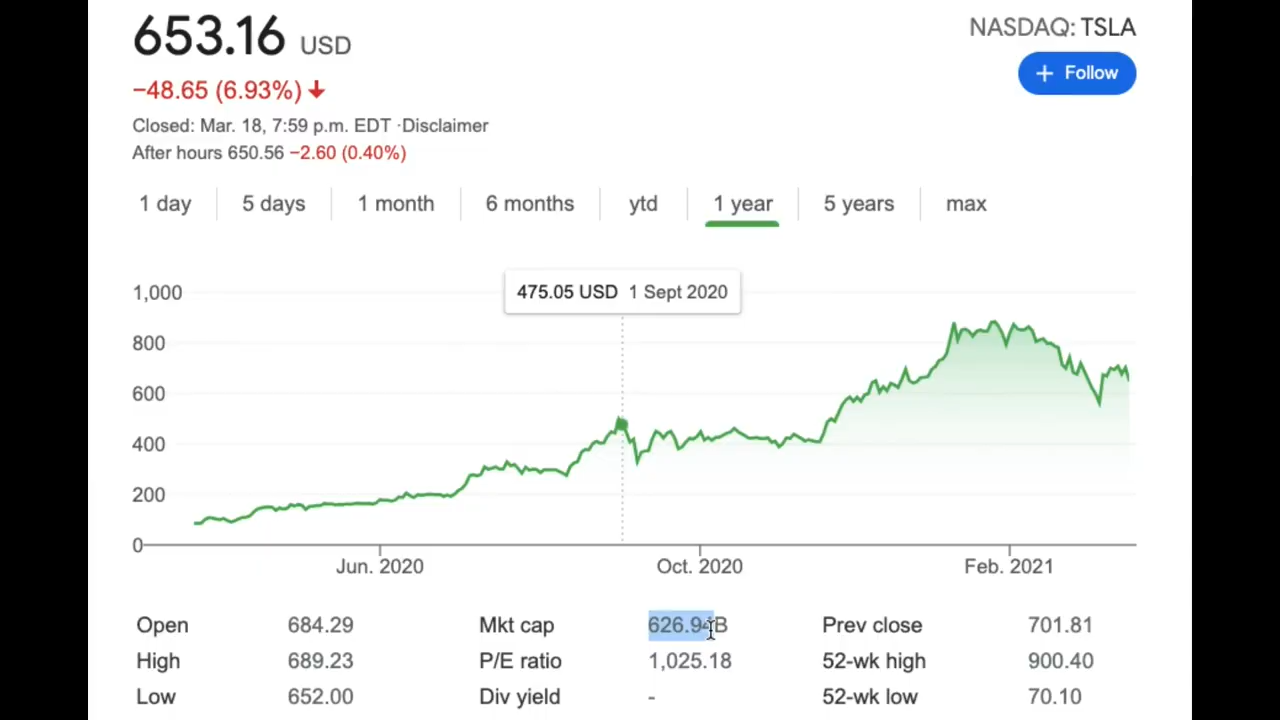 653.16 USD
NASDAQ: TSLA
+ Follow
−48.65 (6.93%) ↓
Closed: Mar. 18, 7:59 p.m. EDT ·Disclaimer
After hours 650.56 −2.60 (0.40%)
1 day 5 days 1 month 6 months ytd 1 year 5 years max
475.05 USD 1 Sept 2020
1,000
800
600
400
200
0
Jun. 2020 Oct. 2020 Feb. 2021
Open 684.29 Mkt cap 626.94B Prev close 701.81
High 689.23 P/E ratio 1,025.18 52-wk high 900.40
Low 652.00 Div yield - 52-wk low 70.10